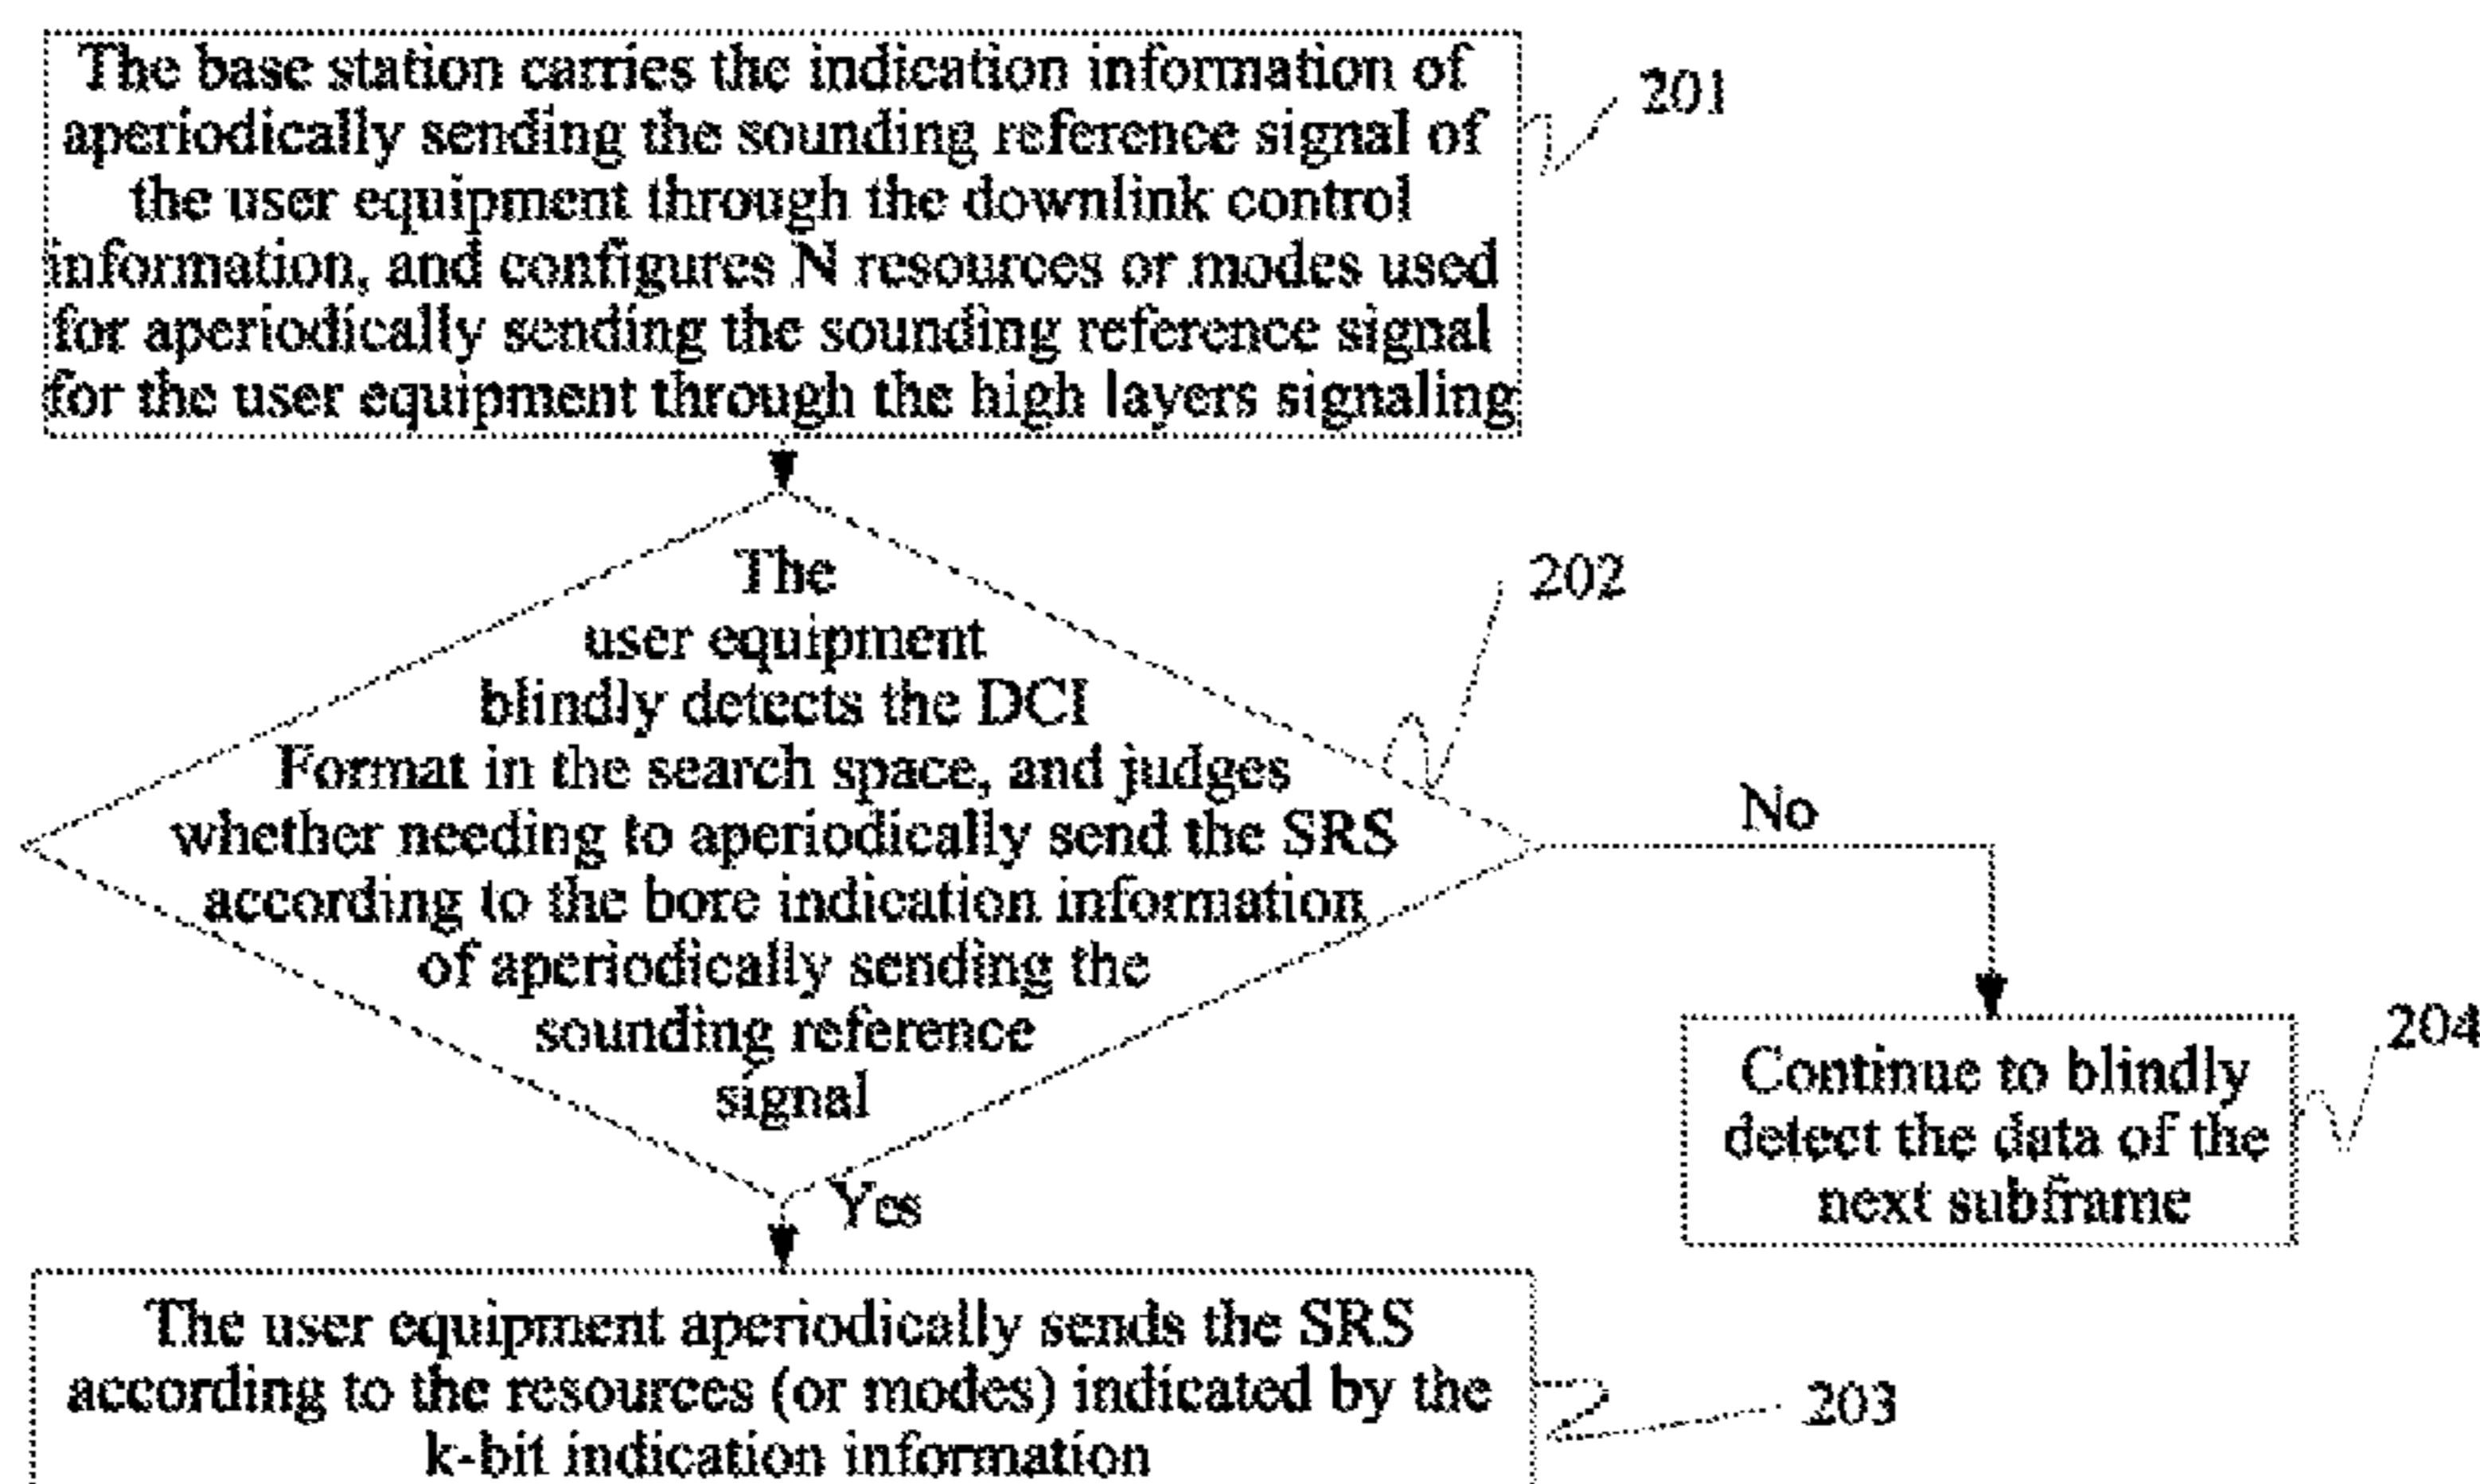 The base station carries the indication information of
aperiodically sending the sounding reference signal of
the user equipment through the downlink control
information, and configures N resources or modes used
for aperiodically sending the sounding reference signal
for the user equipment through the high layers signaling
201
The
user equipment
blindly detects the DCI
Format in the search space, and judges
whether needing to aperiodically send the SRS
according to the bore indication information
of aperiodically sending the
sounding reference
signal
202
No
Continue to blindly
detect the data of the
next subframe
204
Yes
The user equipment aperiodically sends the SRS
according to the resources (or modes) indicated by the
k-bit indication information
203